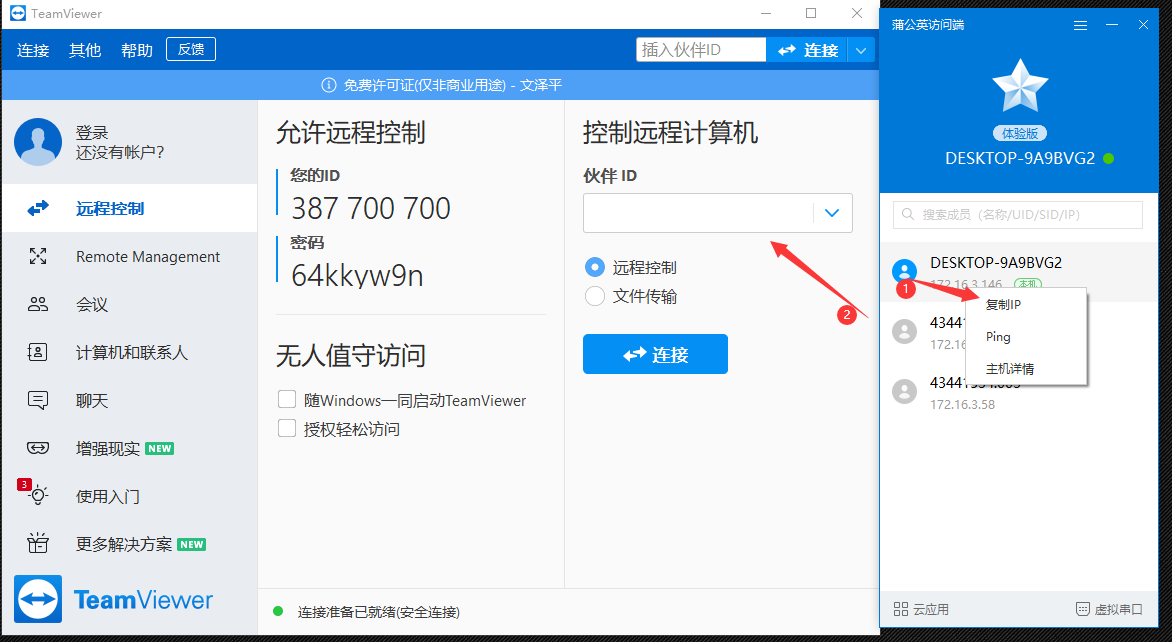 TeamViewer
连接 其他 帮助 反馈 插入伙伴ID 连接
免费许可证(仅非商业用途) - 文泽平
登录
还没有帐户?
远程控制
Remote Management
会议
计算机和联系人
聊天
增强现实 NEW
3
使用入门
更多解决方案 NEW
TeamViewer
允许远程控制
您的ID
387 700 700
密码
64kkyw9n
无人值守访问
随Windows一同启动TeamViewer
授权轻松访问
控制远程计算机
伙伴 ID
远程控制
文件传输
2
连接
连接准备已就绪(安全连接)
蒲公英访问端
体验版
DESKTOP-9A9BVG2
搜索成员（名称/UID/SID/IP）
DESKTOP-9A9BVG2
172.16.3.146 本机
1
复制IP
Ping
主机详情
4344
172.16
172.16.3.58
云应用 虚拟串口